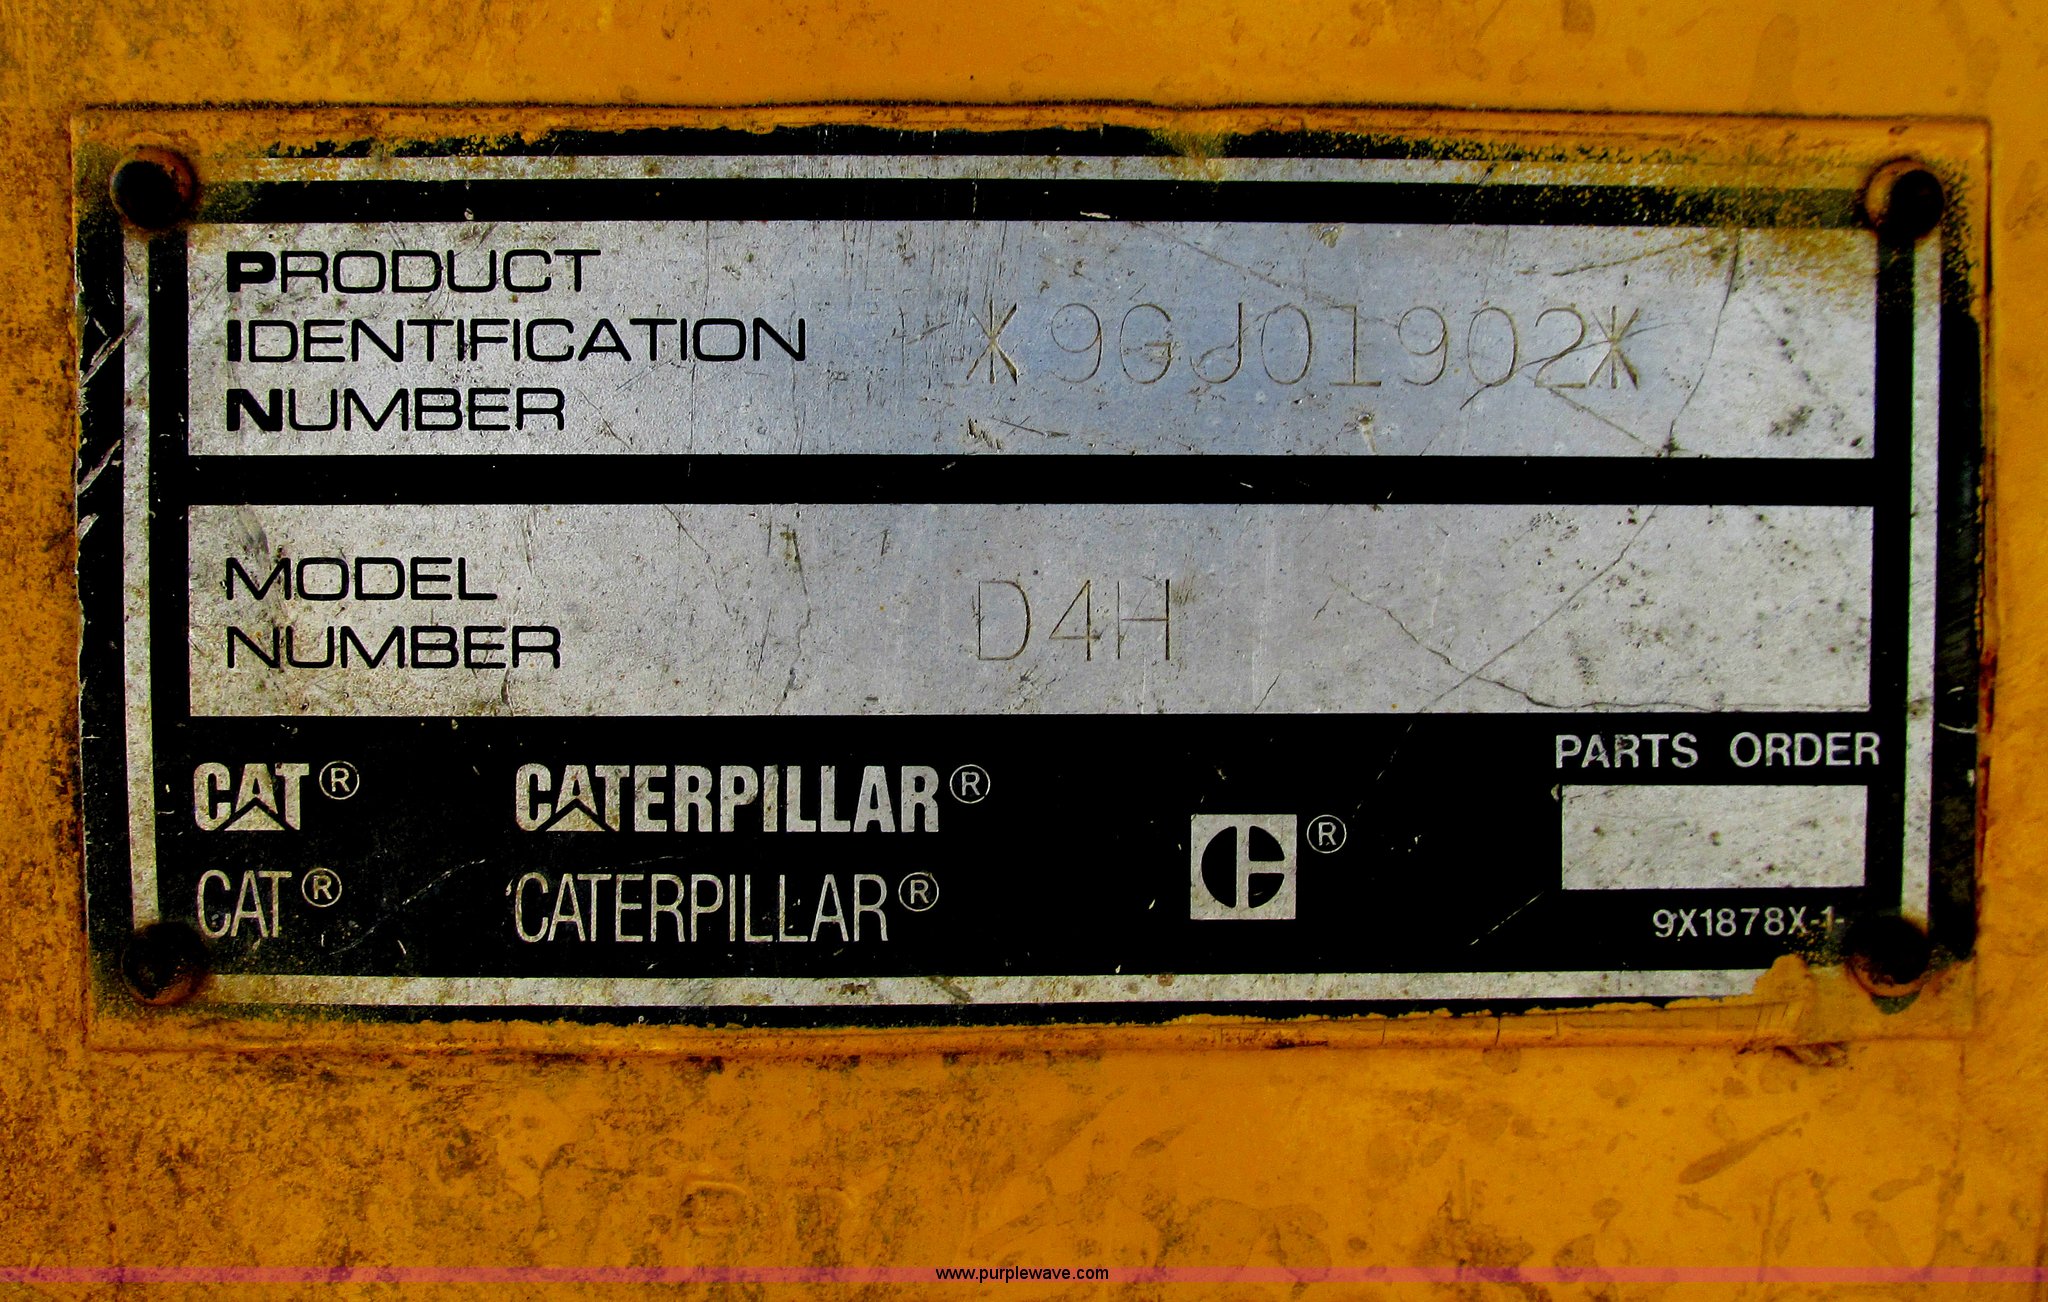 PRODUCT
IDENTIFICATION
NUMBER
*9GJ01902*
MODEL
NUMBER
D4H
CAT®
CATERPILLAR®
CAT®
CATERPILLAR®
C®
PARTS ORDER
9X1878X-1-
www.purplewave.com